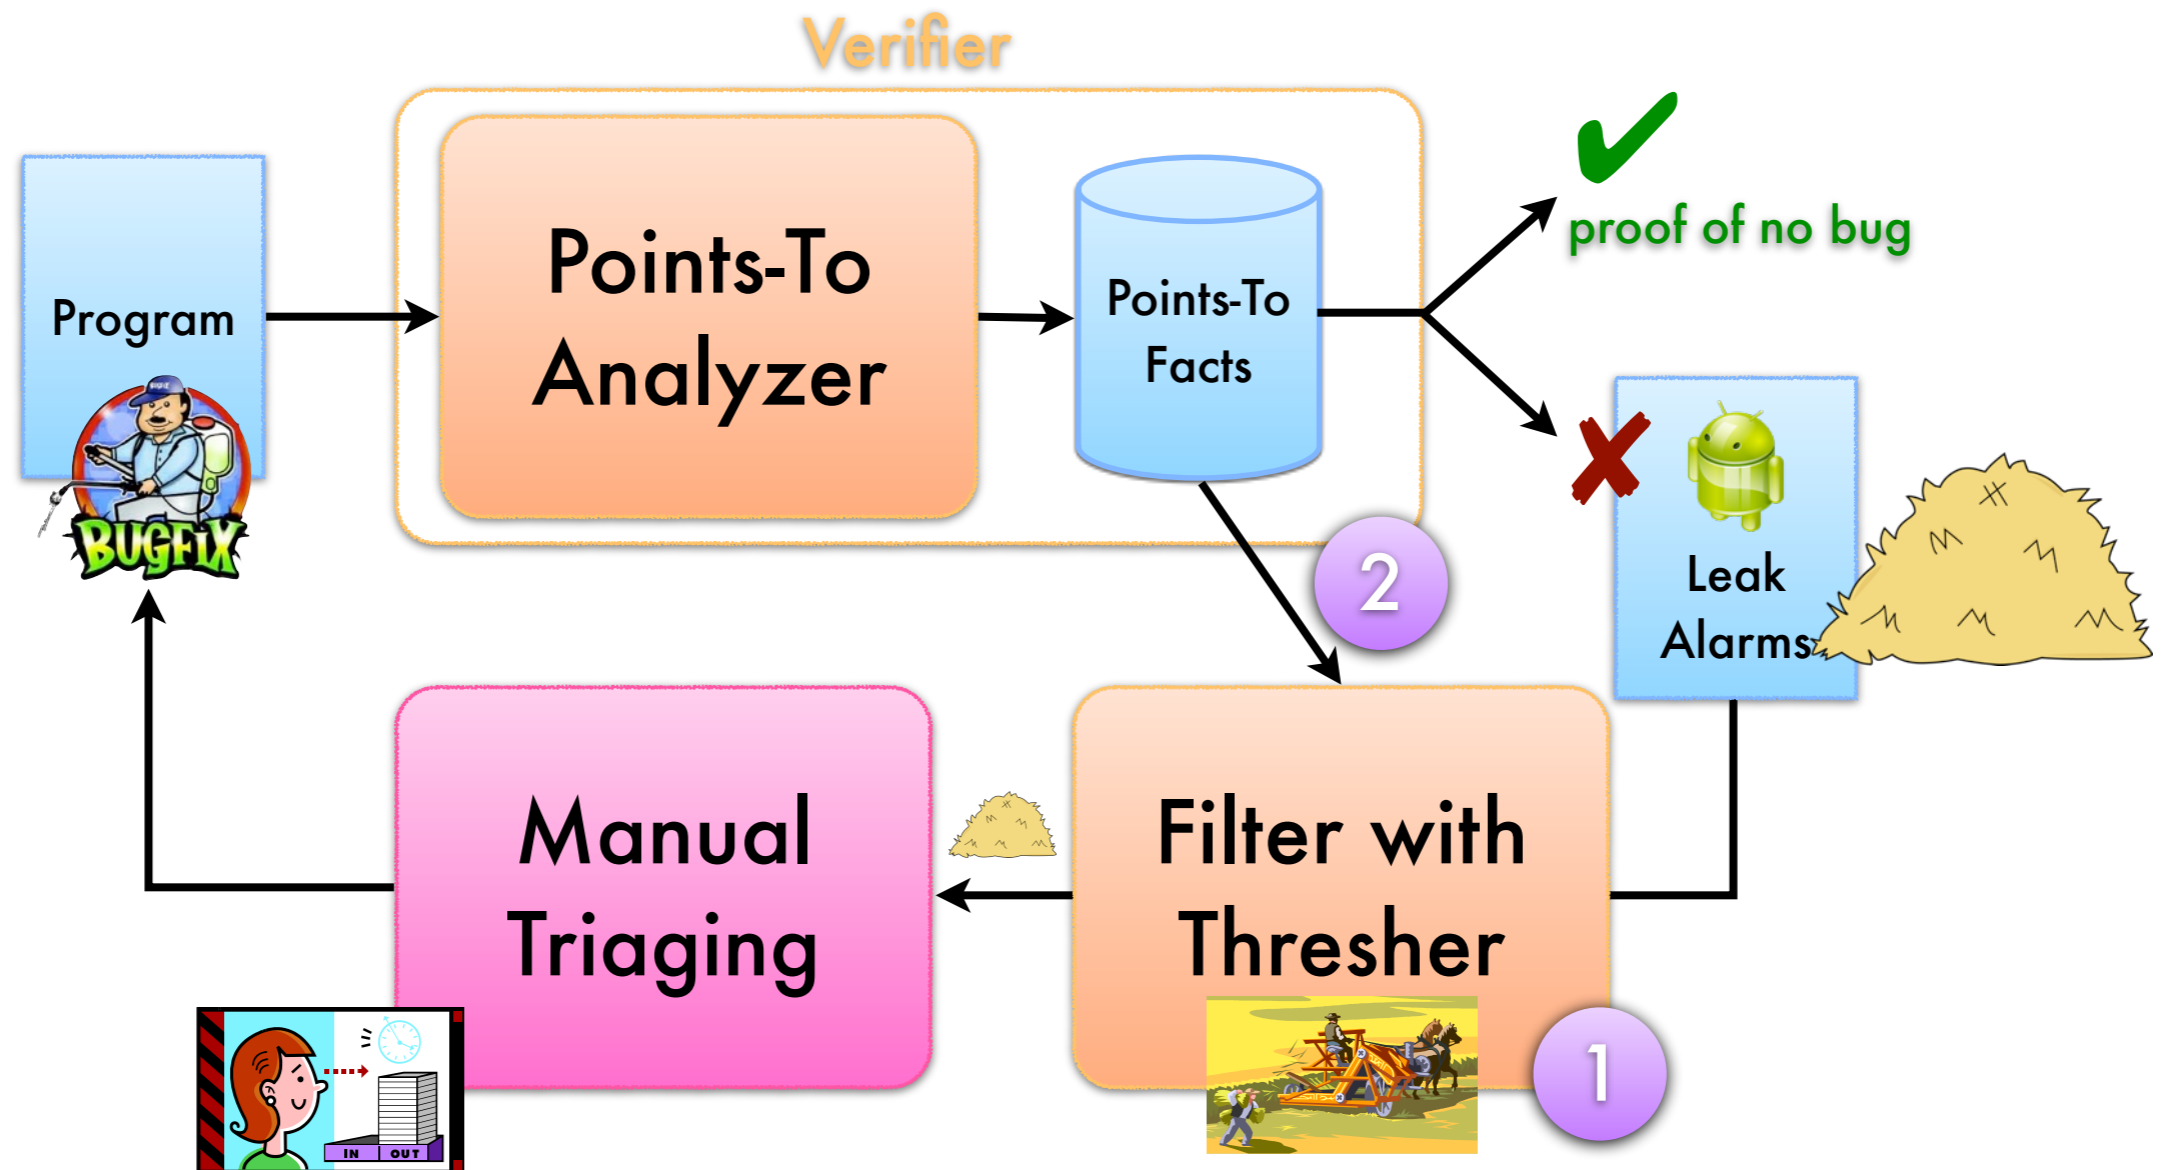 Verifier
Program
BUGFIX
BUGFIX
Points-To
Analyzer
Points-To
Facts
proof of no bug
Leak
Alarms
2
Manual
Triaging
Filter with
Thresher
1
IN OUT